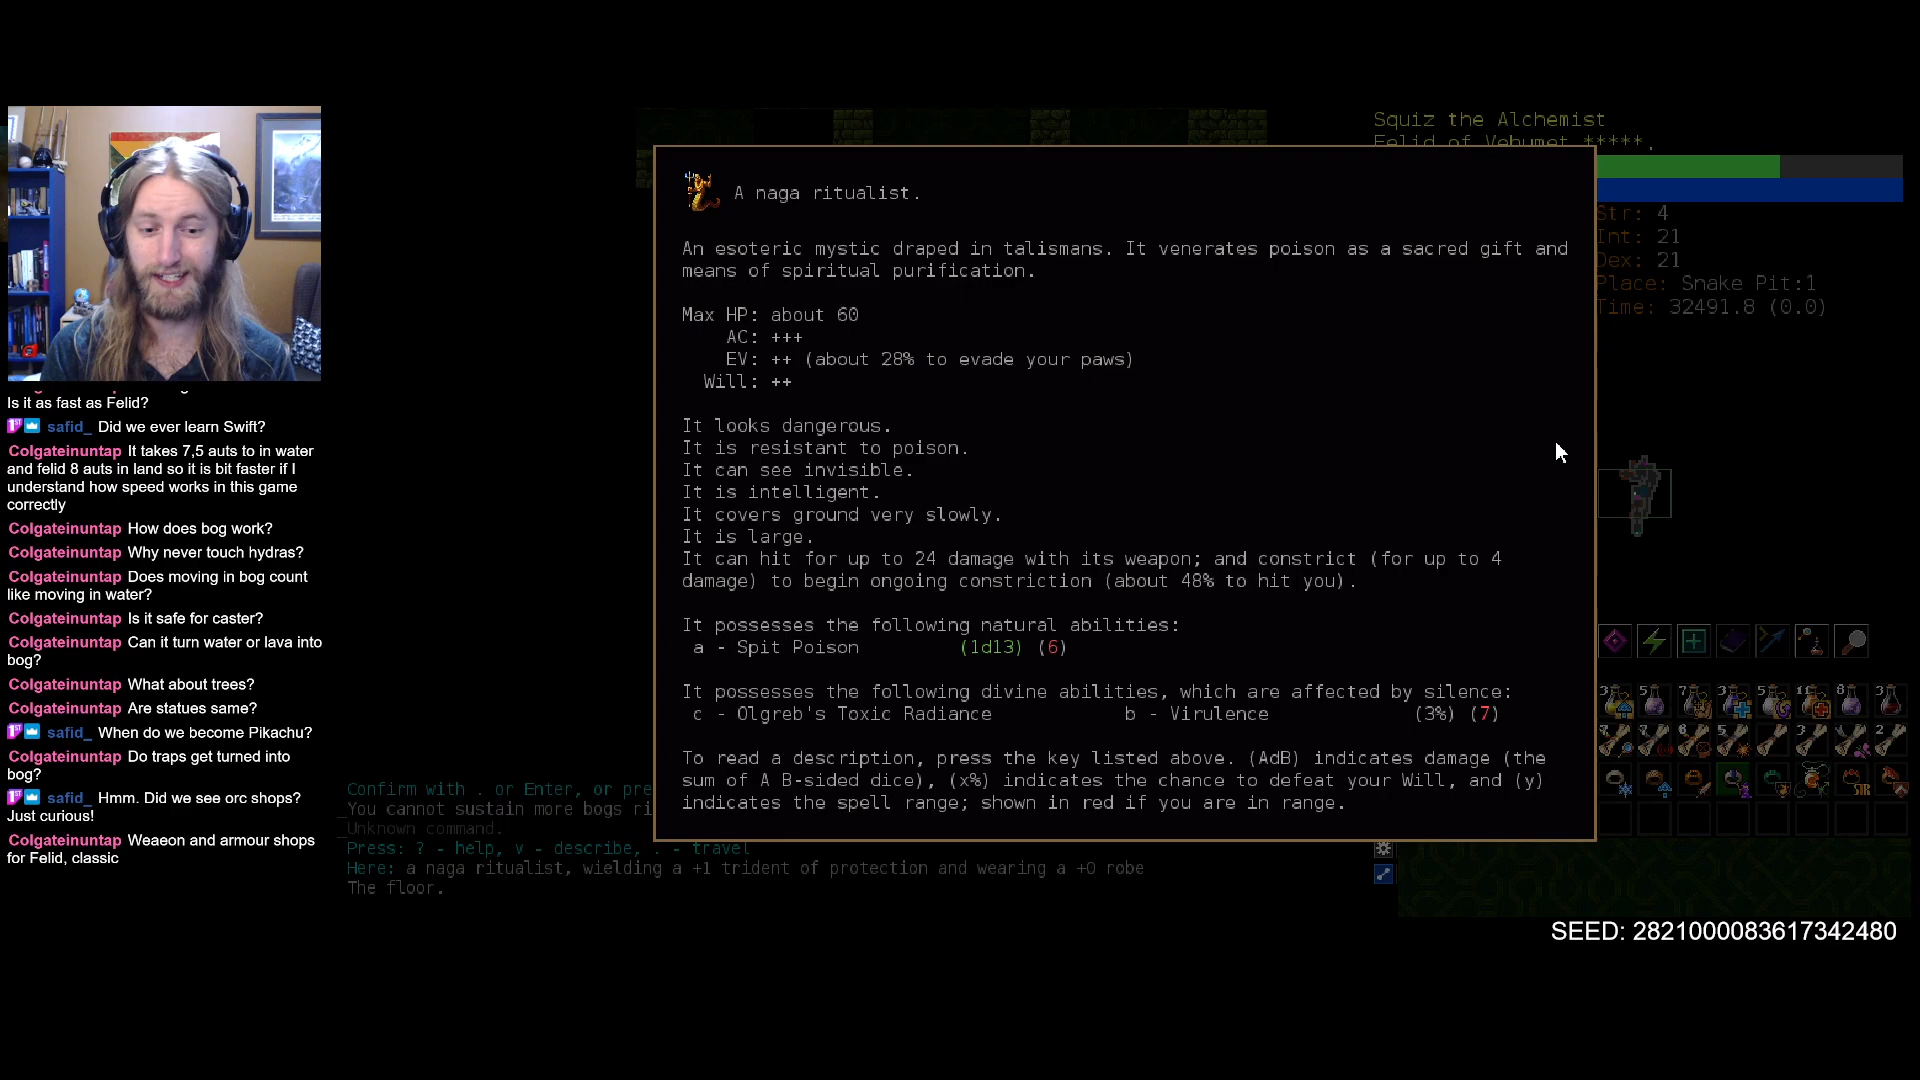 Squiz the Alchemist
Felid of Vehumet *****.
A naga ritualist.
An esoteric mystic draped in talismans. It venerates poison as a sacred gift and
means of spiritual purification.
Max HP: about 60
AC: +++
EV: ++ (about 28% to evade your paws)
Will: ++
It looks dangerous.
It is resistant to poison.
It can see invisible.
It is intelligent.
It covers ground very slowly.
It is large.
It can hit for up to 24 damage with its weapon; and constrict (for up to 4
damage) to begin ongoing constriction (about 48% to hit you).
It possesses the following natural abilities:
a - Spit Poison (1d13) (6)
It possesses the following divine abilities, which are affected by silence:
c - Olgreb's Toxic Radiance b - Virulence (3%) (7)
To read a description, press the key listed above. (AdB) indicates damage (the
sum of A B-sided dice), (x%) indicates the chance to defeat your Will, and (y)
indicates the spell range; shown in red if you are in range.
Str: 4
Int: 21
Dex: 21
Place: Snake Pit:1
Time: 32491.8 (0.0)
Is it as fast as Felid?
safid_ Did we ever learn Swift?
Colgateinuntap It takes 7,5 auts to in water
and felid 8 auts in land so it is bit faster if I
understand how speed works in this game
correctly
Colgateinuntap How does bog work?
Colgateinuntap Why never touch hydras?
Colgateinuntap Does moving in bog count
like moving in water?
Colgateinuntap Is it safe for caster?
Colgateinuntap Can it turn water or lava into
bog?
Colgateinuntap What about trees?
Colgateinuntap Are statues same?
safid_ When do we become Pikachu?
Colgateinuntap Do traps get turned into
bog?
safid_ Hmm. Did we see orc shops?
Just curious!
Colgateinuntap Weaeon and armour shops
for Felid, classic
Confirm with . or Enter, or pre
_You cannot sustain more bogs ri
_Unknown command.
Press: ? - help, v - describe, . - travel
Here: a naga ritualist, wielding a +1 trident of protection and wearing a +0 robe
The floor.
SEED: 2821000083617342480